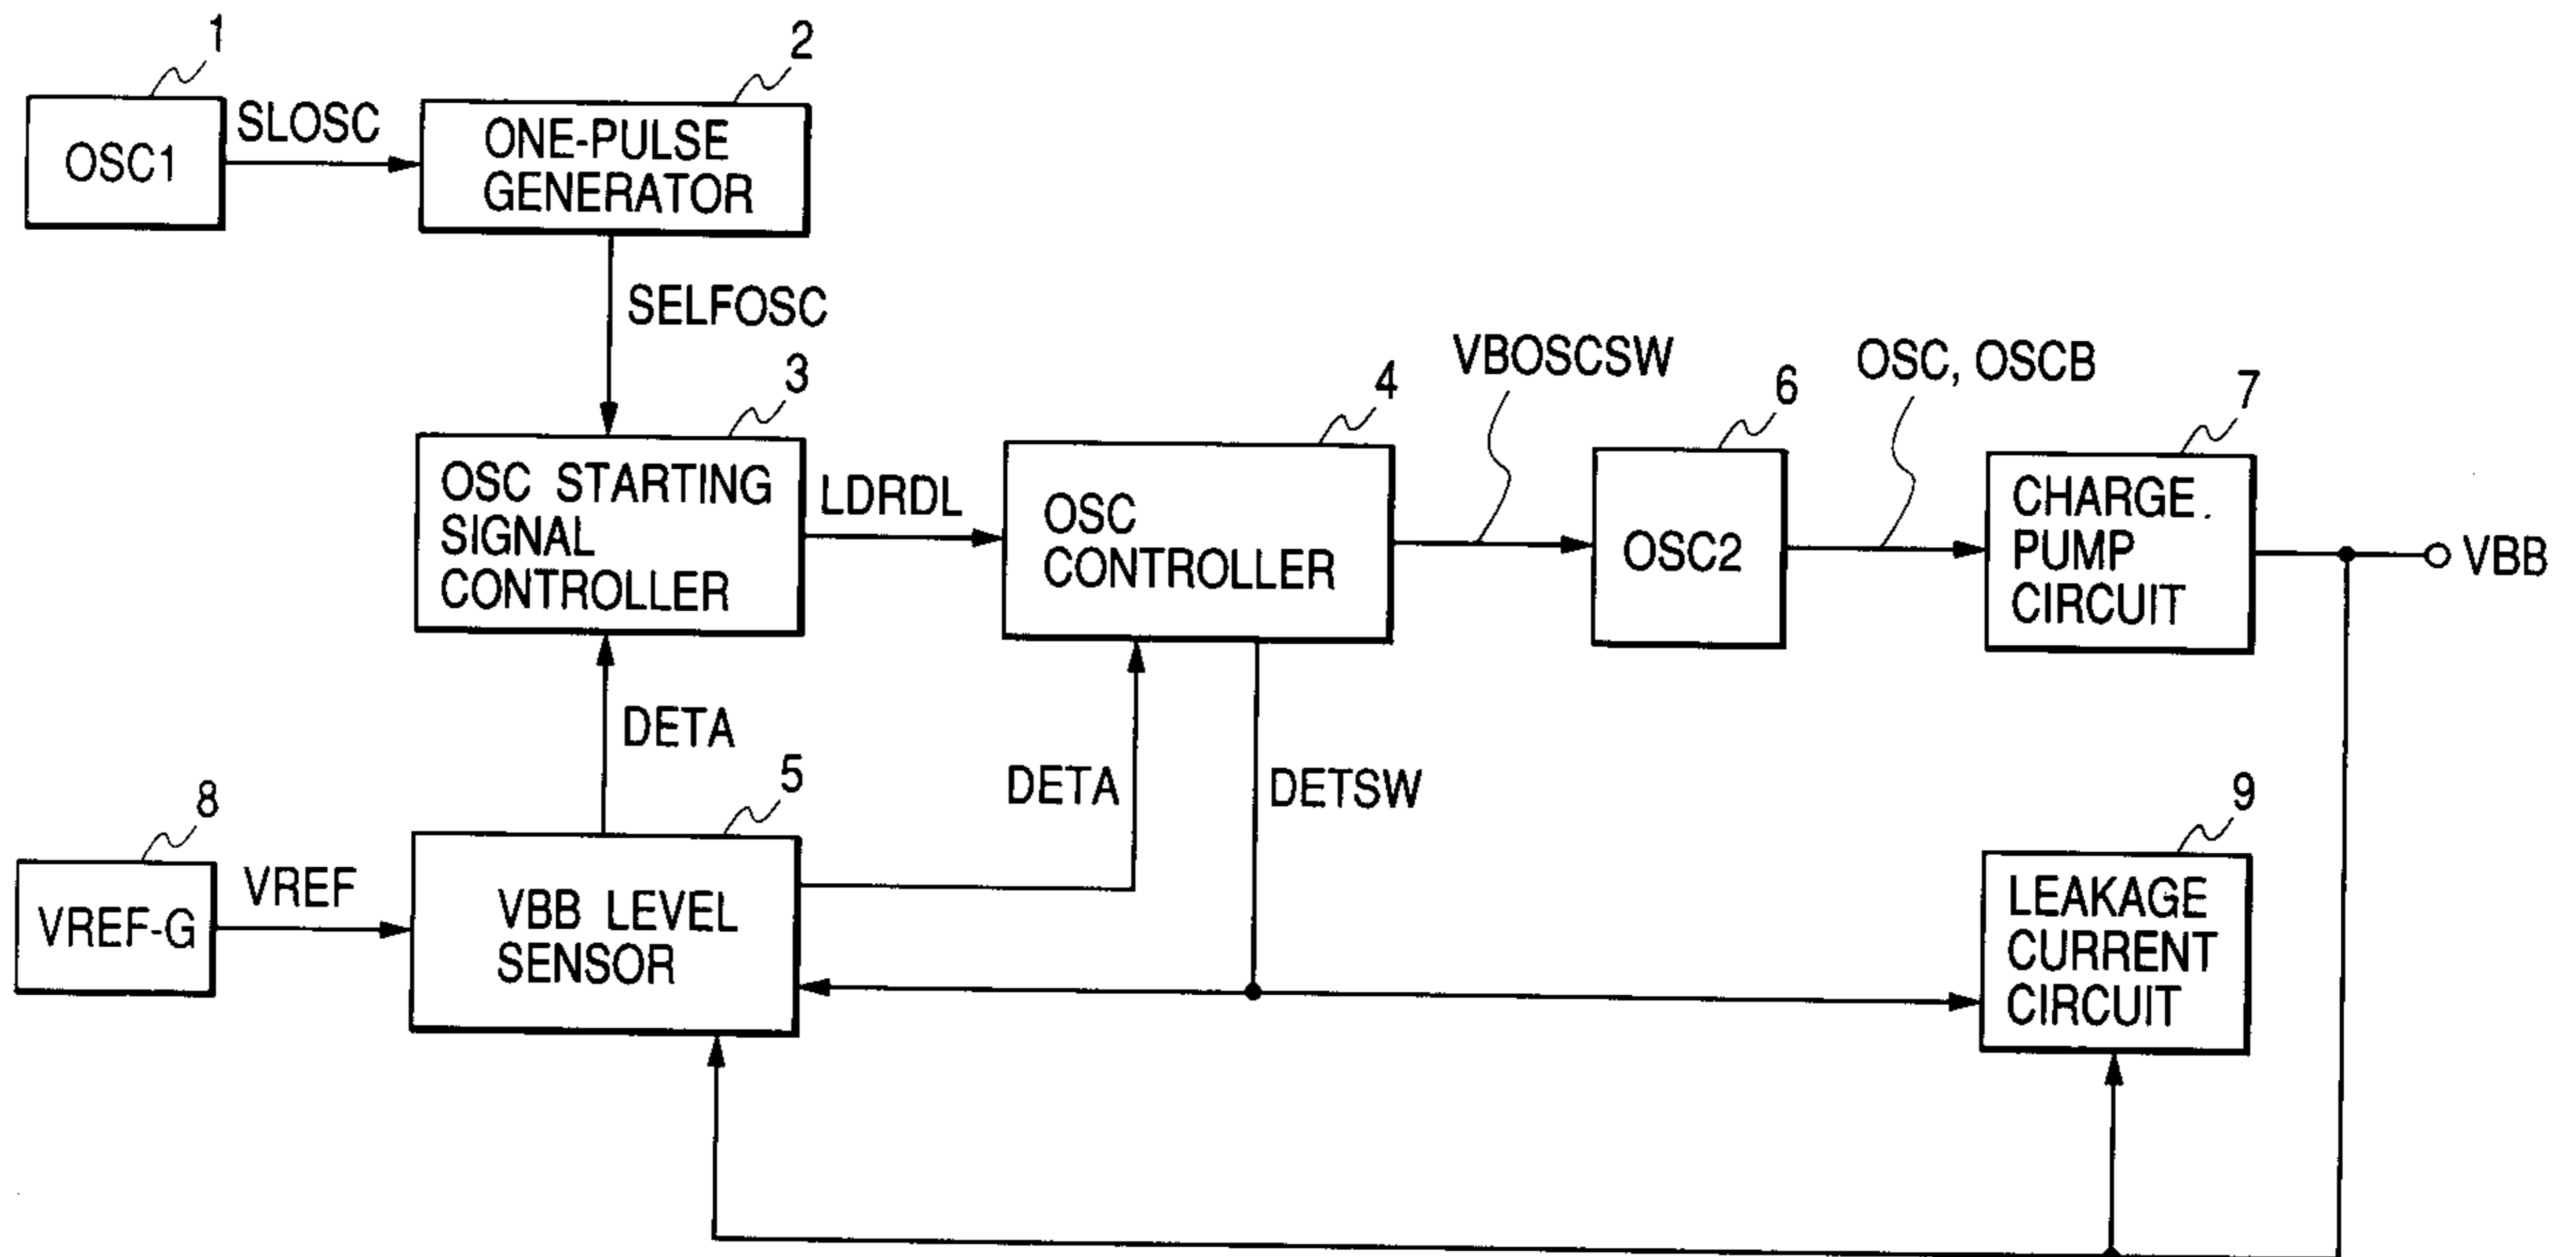 1
2
OSC1
SLOSC
ONE-PULSE
GENERATOR
SELFOSC
3
4
VBOSCSW
6
OSC, OSCB
7
OSC STARTING
SIGNAL
CONTROLLER
LDRDL
OSC
CONTROLLER
OSC2
CHARGE
PUMP
CIRCUIT
VBB
DETA
DETA
DETSW
8
5
9
VREF-G
VREF
VBB LEVEL
SENSOR
LEAKAGE
CURRENT
CIRCUIT